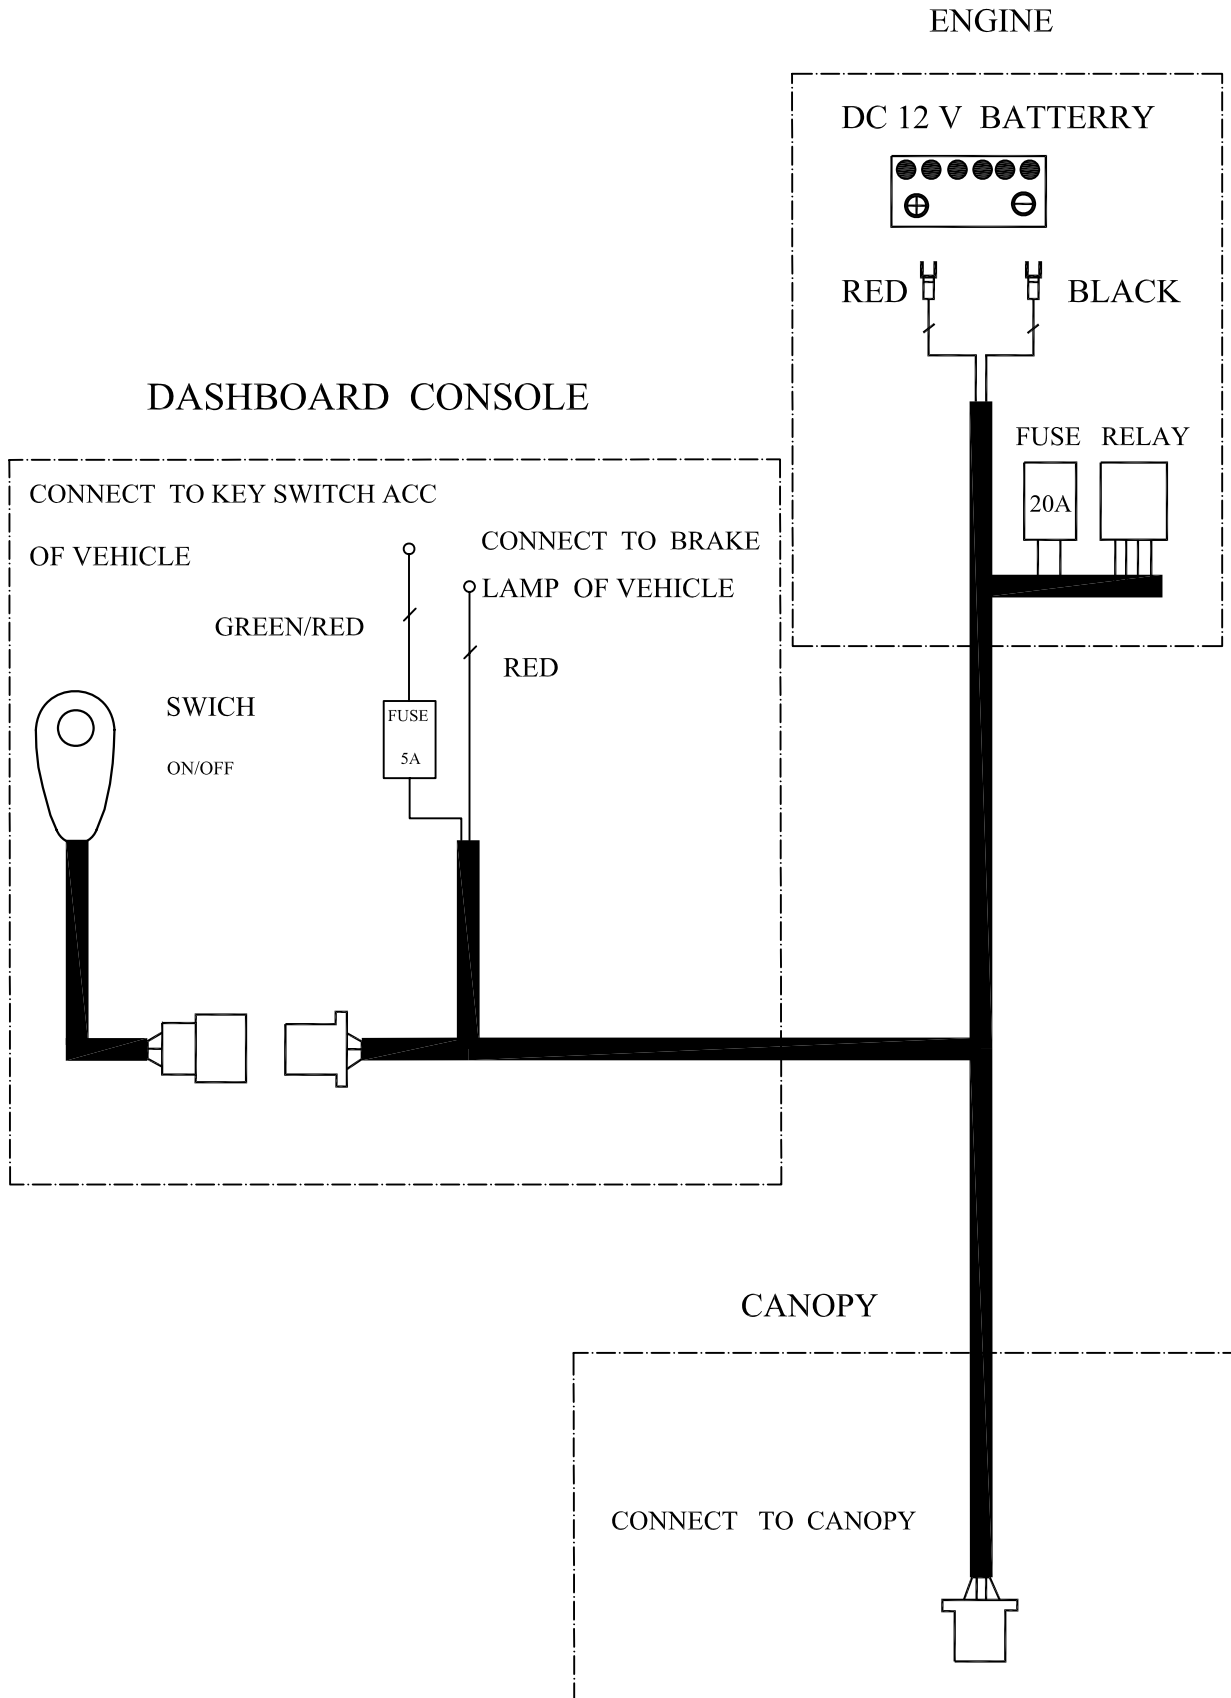 ENGINE
DC 12 V BATTERRY
RED
BLACK
DASHBOARD CONSOLE
FUSE RELAY
20A
CONNECT TO KEY SWITCH ACC
OF VEHICLE
CONNECT TO BRAKE
LAMP OF VEHICLE
GREEN/RED
RED
SWICH
ON/OFF
FUSE
5A
CANOPY
CONNECT TO CANOPY